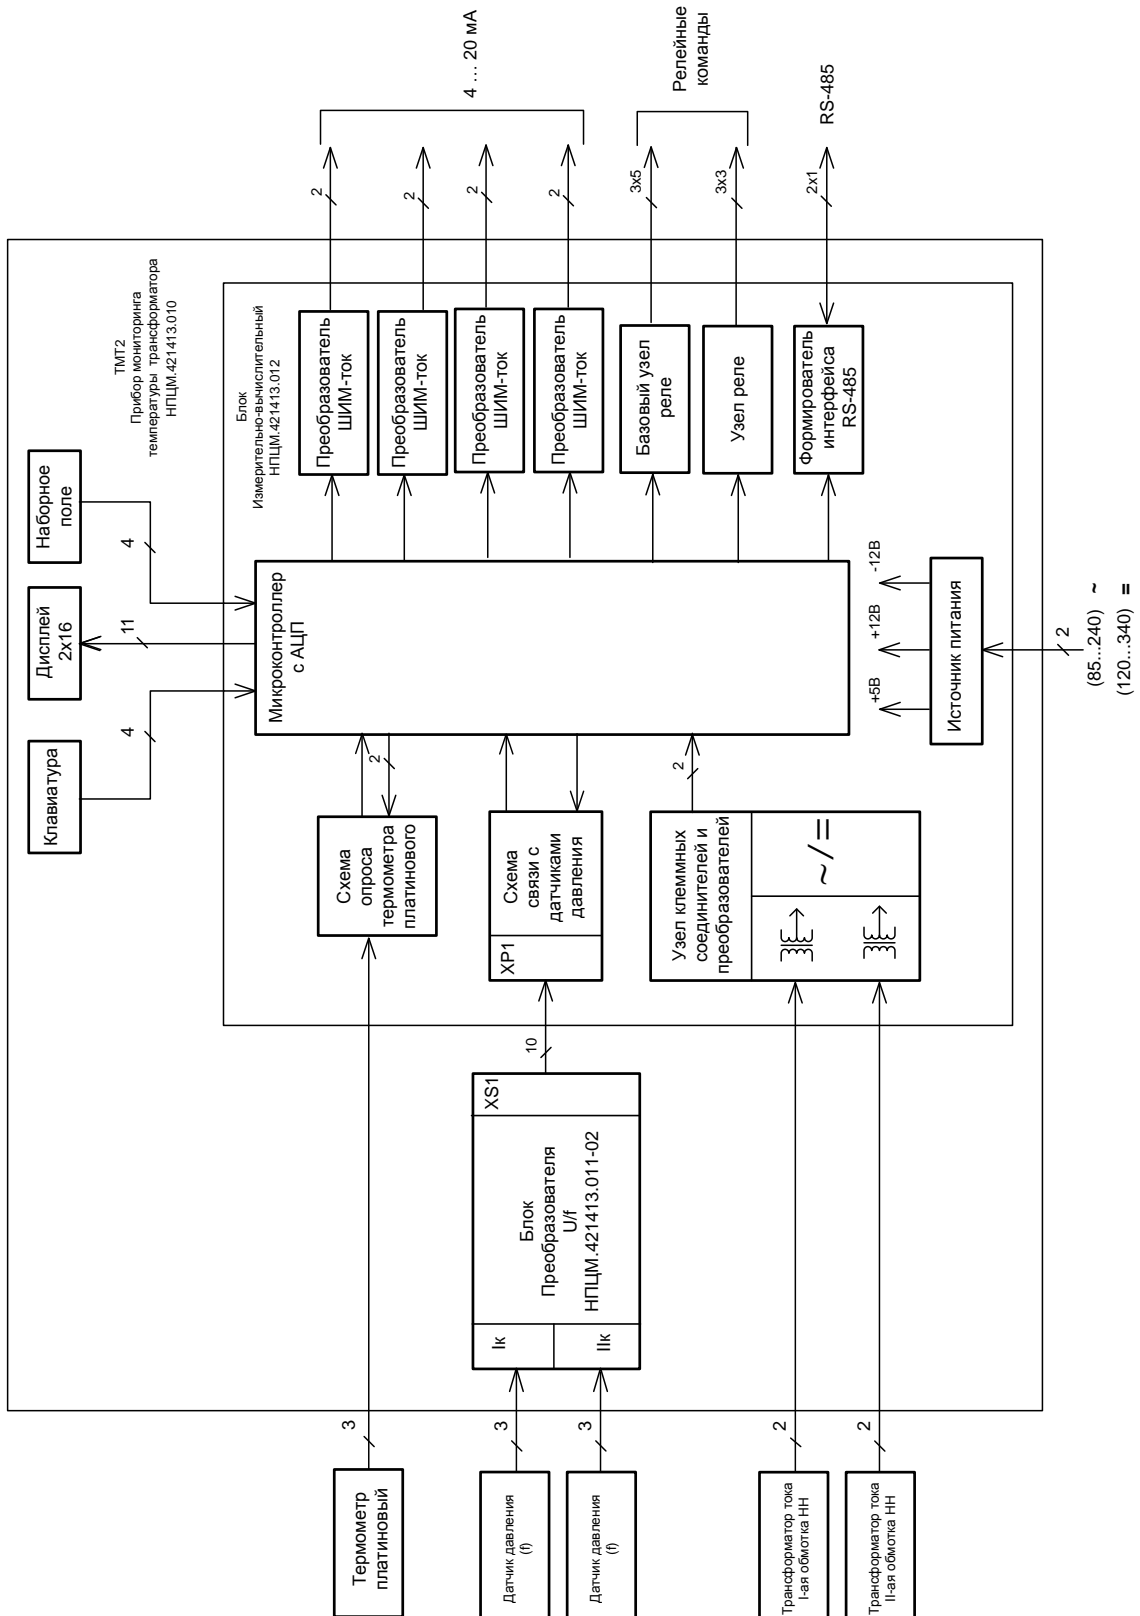 ТМТ2
Прибор мониторинга
температуры трансформатора
НПЦМ.421413.010
Клавиатура
4
Дисплей
2x16
11
Наборное
поле
4
Блок
Измерительно-вычислительный
НПЦМ.421413.012
Термометр
платиновый
3
Схема
опроса
термометра
платинового
2
Микроконтроллер
с АЦП
Преобразователь
ШИМ-ток
2
Преобразователь
ШИМ-ток
2
Преобразователь
ШИМ-ток
2
Преобразователь
ШИМ-ток
2
4 ... 20 мА
Датчик давления
(f)
3
Датчик давления
(f)
3
Iк
IIк
Блок
Преобразователя
U/f
НПЦМ.421413.011-02
XS1
10
XP1
Схема
связи с
датчиками
давления
Базовый узел
реле
3x5
Узел реле
3x3
Релейные
команды
Формирователь
интерфейса
RS-485
2x1
RS-485
Трансформатор тока
I-ая обмотка НН
2
Трансформатор тока
II-ая обмотка НН
2
Узел клеммных
соединителей и
преобразователей
~/=
2
+5В
+12В
-12В
Источник питания
2
(85...240) ~
(120...340) =